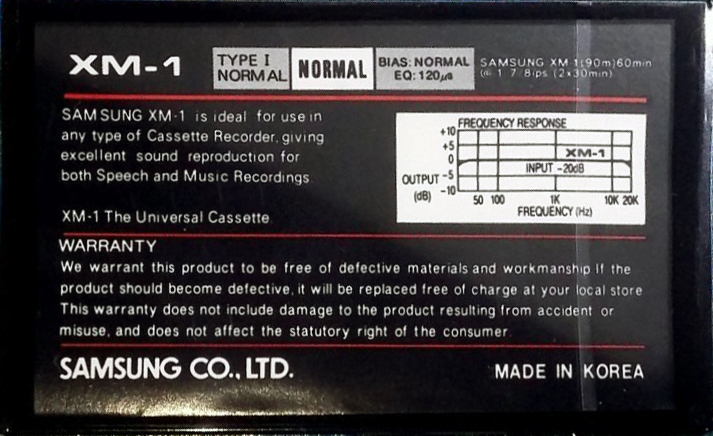 XM-1
TYPE I
NORMAL
NORMAL
BIAS: NORMAL
EQ: 120μs
SAMSUNG XM 1(90m)60min
(@ 1 7/8ips (2x30min)
SAMSUNG XM-1 is ideal for use in
any type of Cassette Recorder, giving
excellent sound reproduction for
both Speech and Music Recordings.
XM-1 The Universal Cassette
FREQUENCY RESPONSE
+10
+5
0
-5
-10
OUTPUT
(dB)
XM-1
INPUT -20dB
50 100 1K 10K 20K
FREQUENCY (Hz)
WARRANTY
We warrant this product to be free of defective materials and workmanship If the
product should become defective, it will be replaced free of charge at your local store
This warranty does not include damage to the product resulting from accident or
misuse, and does not affect the statutory right of the consumer.
SAMSUNG CO., LTD.
MADE IN KOREA